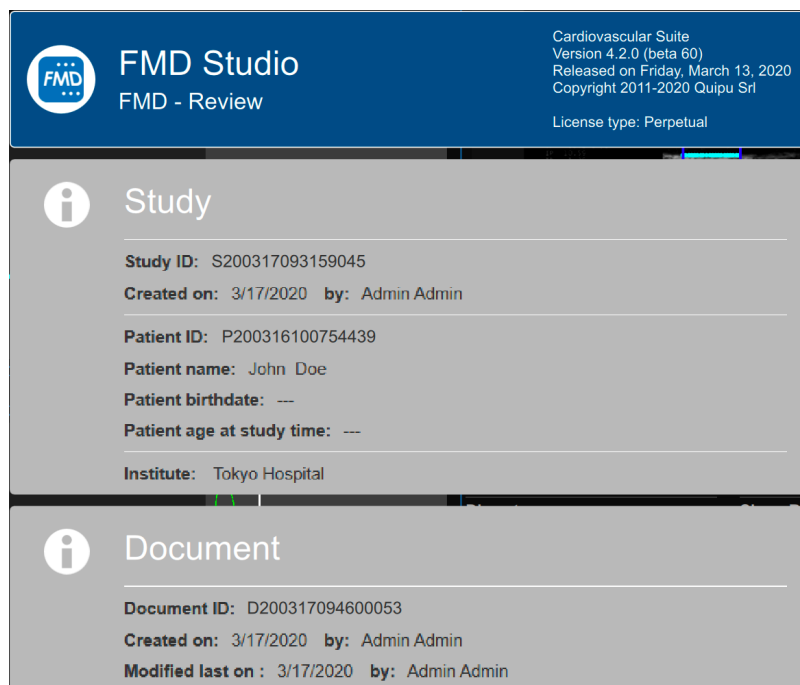 FMD
FMD Studio
FMD - Review
Cardiovascular Suite
Version 4.2.0 (beta 60)
Released on Friday, March 13, 2020
Copyright 2011-2020 Quipu Srl
License type: Perpetual
Study
Study ID: S200317093159045
Created on: 3/17/2020 by: Admin Admin
Patient ID: P200316100754439
Patient name: John Doe
Patient birthdate: ---
Patient age at study time: ---
Institute: Tokyo Hospital
Document
Document ID: D200317094600053
Created on: 3/17/2020 by: Admin Admin
Modified last on : 3/17/2020 by: Admin Admin